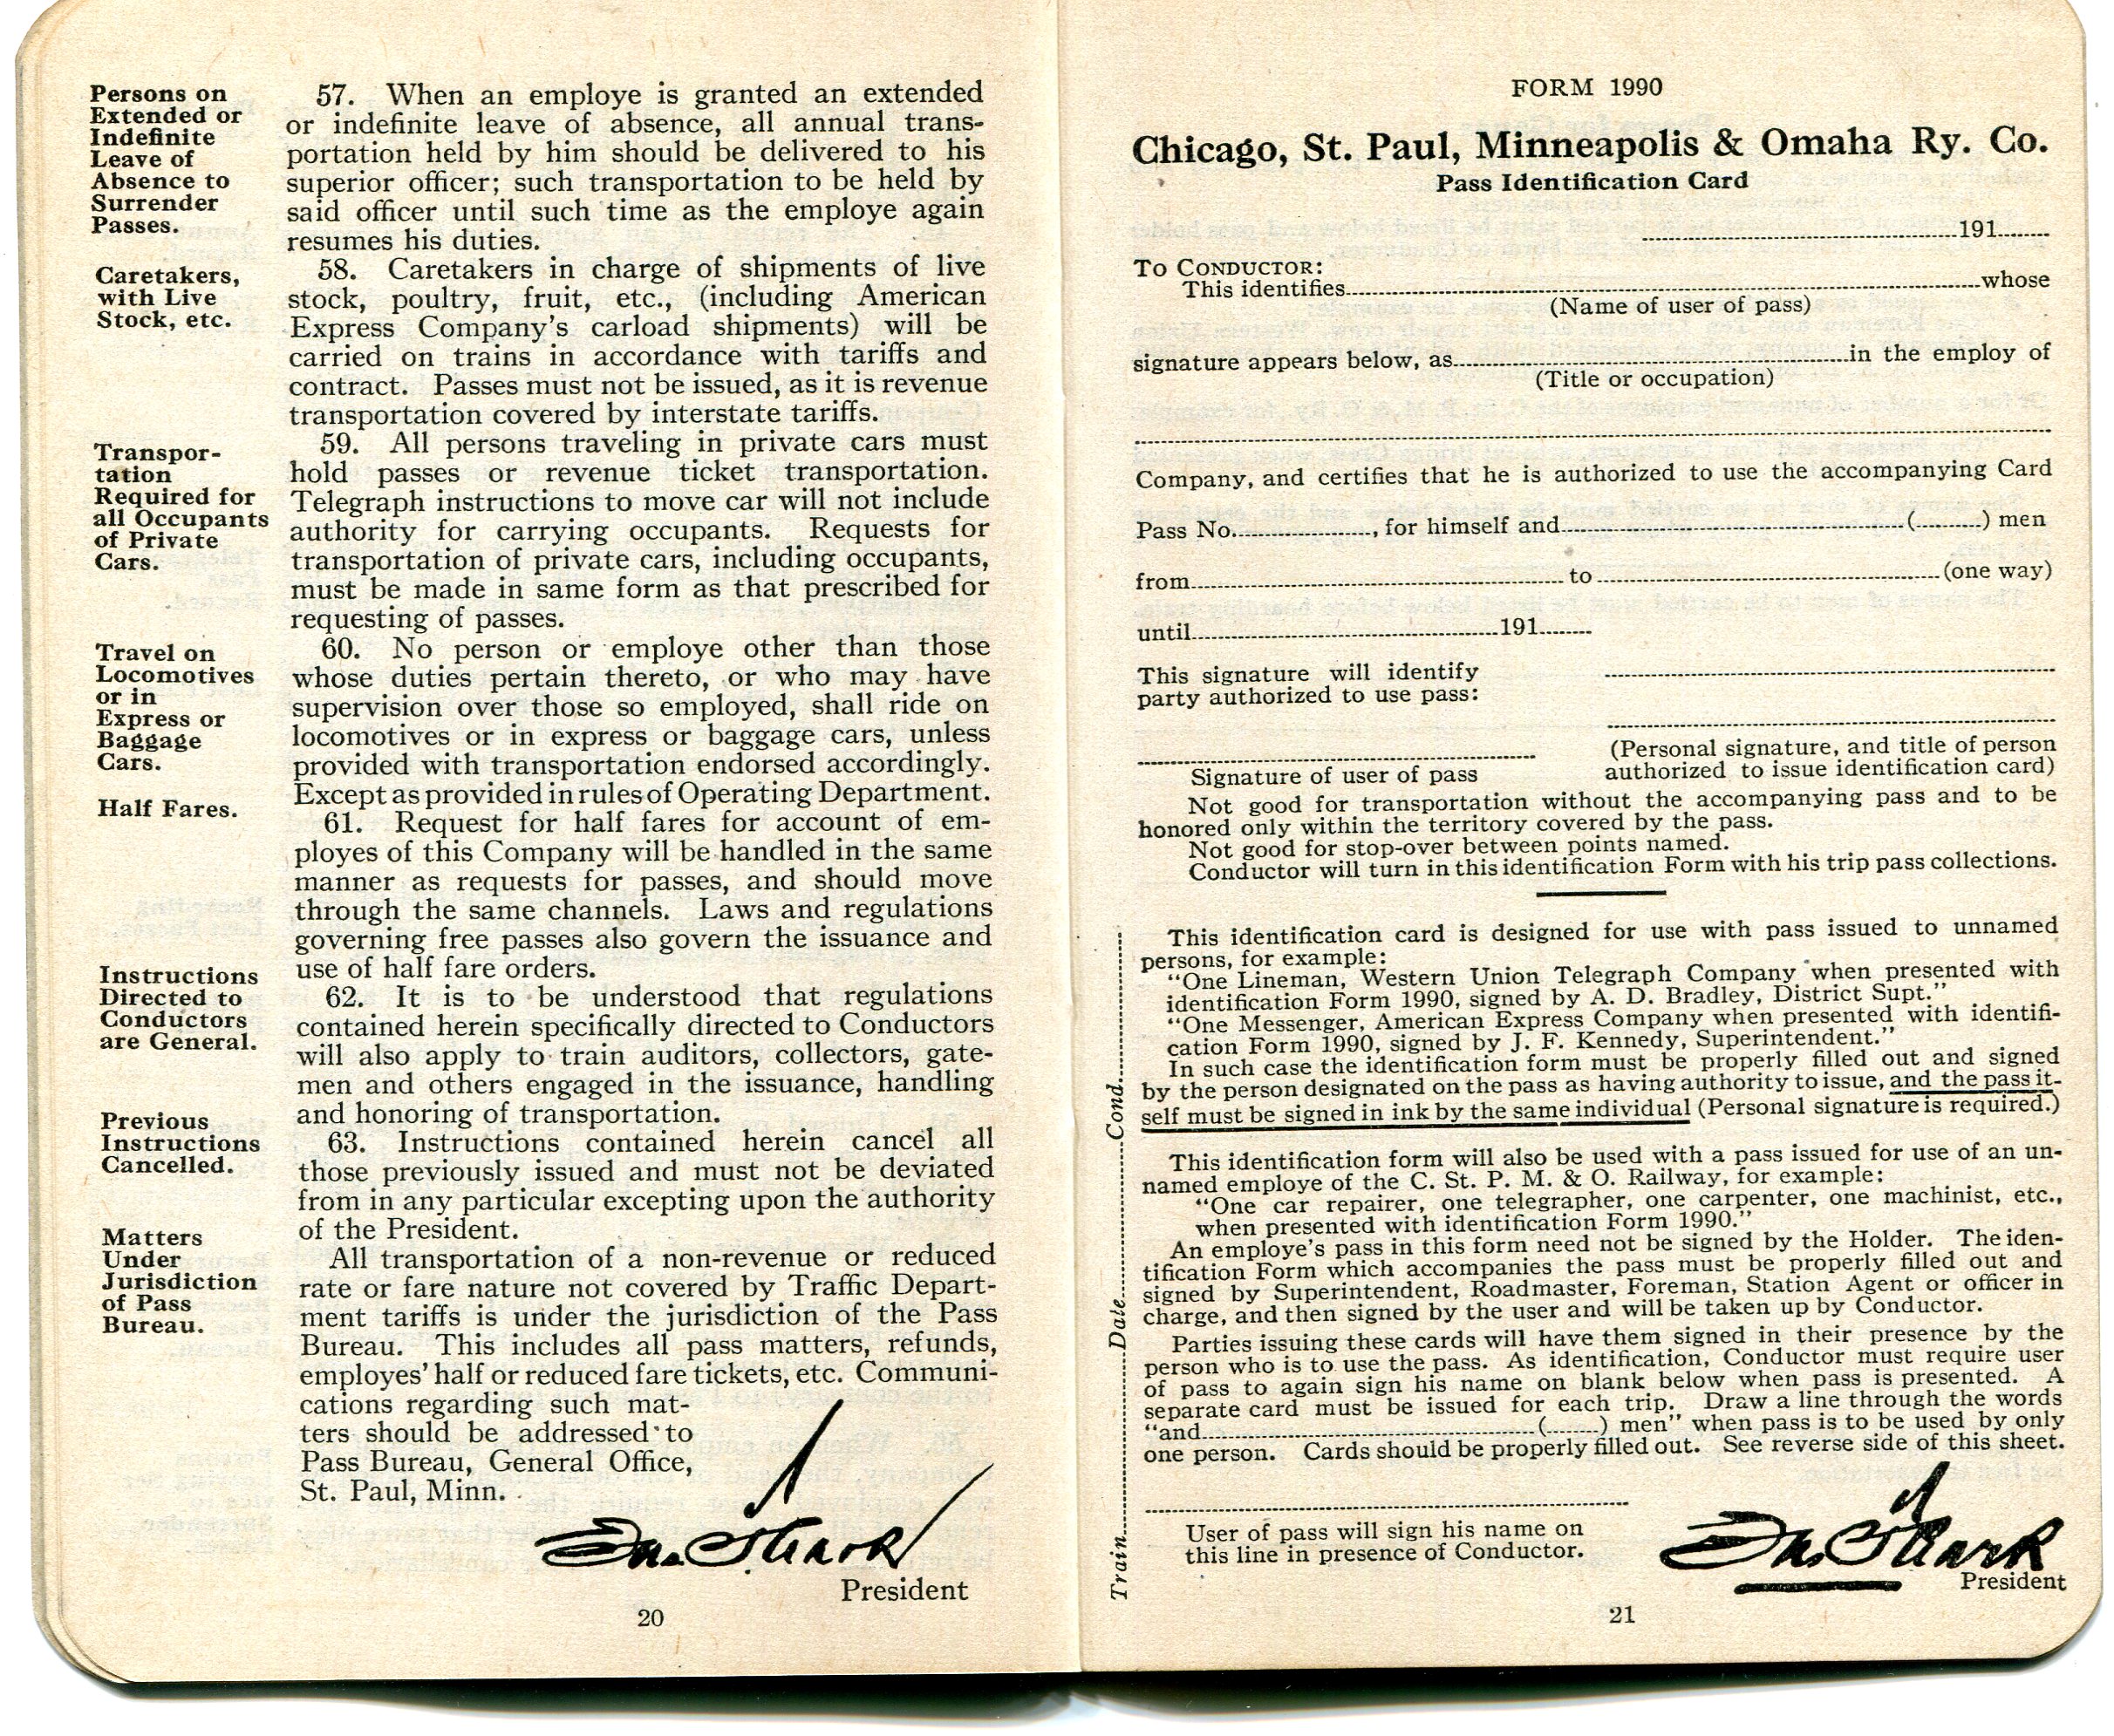 Persons on
Extended or
Indefinite
Leave of
Absence to
Surrender
Passes.
57. When an employe is granted an extended
or indefinite leave of absence, all annual trans-
portation held by him should be delivered to his
superior officer; such transportation to be held by
said officer until such time as the employe again
resumes his duties.
Caretakers,
with Live
Stock, etc.
58. Caretakers in charge of shipments of live
stock, poultry, fruit, etc., (including American
Express Company's carload shipments) will be
carried on trains in accordance with tariffs and
contract. Passes must not be issued, as it is revenue
transportation covered by interstate tariffs.
Transpor-
tation
Required for
all Occupants
of Private
Cars.
59. All persons traveling in private cars must
hold passes or revenue ticket transportation.
Telegraph instructions to move car will not include
authority for carrying occupants. Requests for
transportation of private cars, including occupants,
must be made in same form as that prescribed for
requesting of passes.
Travel on
Locomotives
or in
Express or
Baggage
Cars.
60. No person or employe other than those
whose duties pertain thereto, or who may have
supervision over those so employed, shall ride on
locomotives or in express or baggage cars, unless
provided with transportation endorsed accordingly.
Except as provided in rules of Operating Department.
Half Fares.
61. Request for half fares for account of em-
ployes of this Company will be handled in the same
manner as requests for passes, and should move
through the same channels. Laws and regulations
governing free passes also govern the issuance and
use of half fare orders.
Instructions
Directed to
Conductors
are General.
62. It is to be understood that regulations
contained herein specifically directed to Conductors
will also apply to train auditors, collectors, gate-
men and others engaged in the issuance, handling
and honoring of transportation.
Previous
Instructions
Cancelled.
63. Instructions contained herein cancel all
those previously issued and must not be deviated
from in any particular excepting upon the authority
of the President.
Matters
Under
Jurisdiction
of Pass
Bureau.
All transportation of a non-revenue or reduced
rate or fare nature not covered by Traffic Depart-
ment tariffs is under the jurisdiction of the Pass
Bureau. This includes all pass matters, refunds,
employes' half or reduced fare tickets, etc. Communi-
cations regarding such mat-
ters should be addressed to
Pass Bureau, General Office,
St. Paul, Minn.
President
20
FORM 1990
Chicago, St. Paul, Minneapolis & Omaha Ry. Co.
Pass Identification Card
191
To Conductor:
This identifies whose
(Name of user of pass)
signature appears below, as in the employ of
(Title or occupation)
Company, and certifies that he is authorized to use the accompanying Card
Pass No. , for himself and ( ) men
from to (one way)
until 191
This signature will identify
party authorized to use pass:
Signature of user of pass
(Personal signature, and title of person
authorized to issue identification card)
Not good for transportation without the accompanying pass and to be
honored only within the territory covered by the pass.
Not good for stop-over between points named.
Conductor will turn in this identification Form with his trip pass collections.
This identification card is designed for use with pass issued to unnamed
persons, for example:
"One Lineman, Western Union Telegraph Company when presented with
identification Form 1990, signed by A. D. Bradley, District Supt."
"One Messenger, American Express Company when presented with identifi-
cation Form 1990, signed by J. F. Kennedy, Superintendent."
In such case the identification form must be properly filled out and signed
by the person designated on the pass as having authority to issue, and the pass it-
self must be signed in ink by the same individual (Personal signature is required.)
This identification form will also be used with a pass issued for use of an un-
named employe of the C. St. P. M. & O. Railway, for example:
"One car repairer, one telegrapher, one carpenter, one machinist, etc.,
when presented with identification Form 1990."
An employe's pass in this form need not be signed by the Holder. The iden-
tification Form which accompanies the pass must be properly filled out and
signed by Superintendent, Roadmaster, Foreman, Station Agent or officer in
charge, and then signed by the user and will be taken up by Conductor.
Parties issuing these cards will have them signed in their presence by the
person who is to use the pass. As identification, Conductor must require user
of pass to again sign his name on blank below when pass is presented. A
separate card must be issued for each trip. Draw a line through the words
"and ( ) men" when pass is to be used by only
one person. Cards should be properly filled out. See reverse side of this sheet.
User of pass will sign his name on
this line in presence of Conductor.
President
Train Date Cond.
21